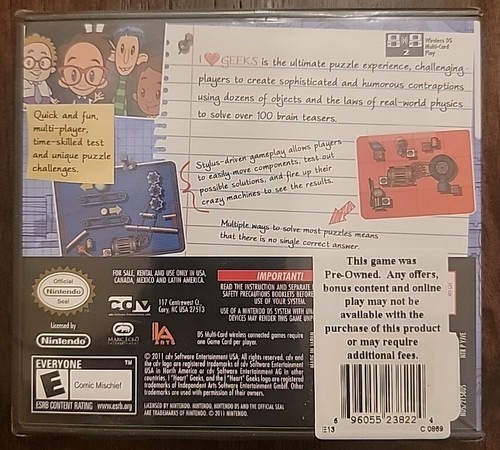 Wireless DS
Multi-Card
Play
2
I ♥ GEEKS is the ultimate puzzle experience, challenging
players to create sophisticated and humorous contraptions
using dozens of objects and the laws of real-world physics
to solve over 100 brain teasers.
Quick and fun,
multi-player,
time-skilled test
and unique puzzle
challenges.
Stylus-driven gameplay allows players
to easily move components, test out
possible solutions, and fire up their
crazy machines to see the results.
Multiple ways to solve most puzzles means
that there is no single correct answer.
Official
Nintendo
Seal
Licensed by
Nintendo
FOR SALE, RENTAL AND USE ONLY IN USA,
CANADA, MEXICO AND LATIN AMERICA.
cdv
117 Centrewest Ct.
Cary, NC USA 27513
IMPORTANT!
READ THE INSTRUCTION AND SEPARATE
SAFETY PRECAUTIONS BOOKLETS BEFORE
USE OF YOUR SYSTEM.
USE OF A NINTENDO DS SYSTEM WITH UN
DEVICES MAY RENDER THIS GAME UNP
IA
ARTS
DS Multi-Card wireless connected games require
one Game Card per player.
EVERYONE
E
Comic Mischief
ESRB CONTENT RATING www.esrb.org
© 2011 cdv Software Entertainment USA. All rights reserved. cdv and
the cdv logo are registered trademarks of cdv Software Entertainment
USA in North America or cdv Software Entertainment AG in other
countries. I "Heart" Geeks, and the I "Heart" Geeks logo are registered
trademarks of Independent Arts Software Entertainment GmbH. Other
trademarks are used with permission of their owners.
LICENSED BY NINTENDO. NINTENDO, NINTENDO DS AND THE OFFICIAL SEAL
ARE TRADEMARKS OF NINTENDO. © 2011 NINTENDO.
This game was
Pre-Owned. Any offers,
bonus content and online
play may not be
available with the
purchase of this product
or may require
additional fees.
6 96055 23822 4
E13 C 0869